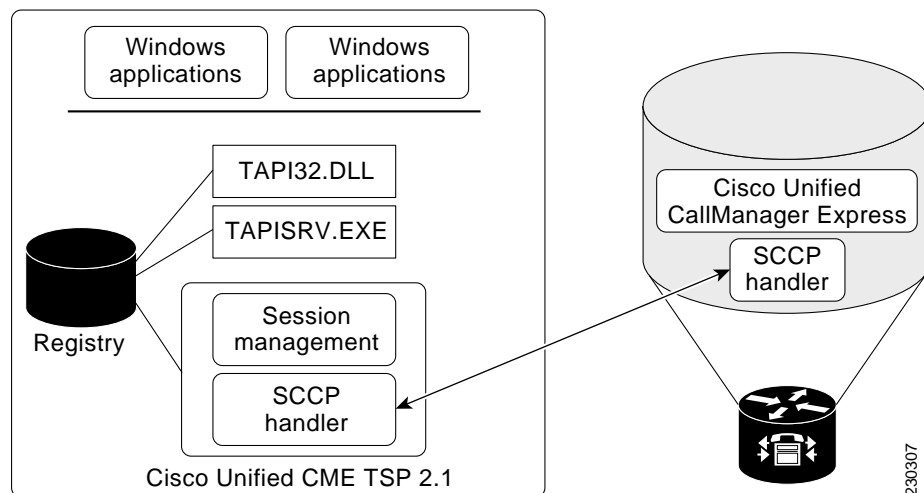 Windows
applications
Windows
applications
TAPI32.DLL
TAPISRV.EXE
Registry
Session
management
SCCP
handler
Cisco Unified CME TSP 2.1
Cisco Unified
CallManager Express
SCCP
handler
230307